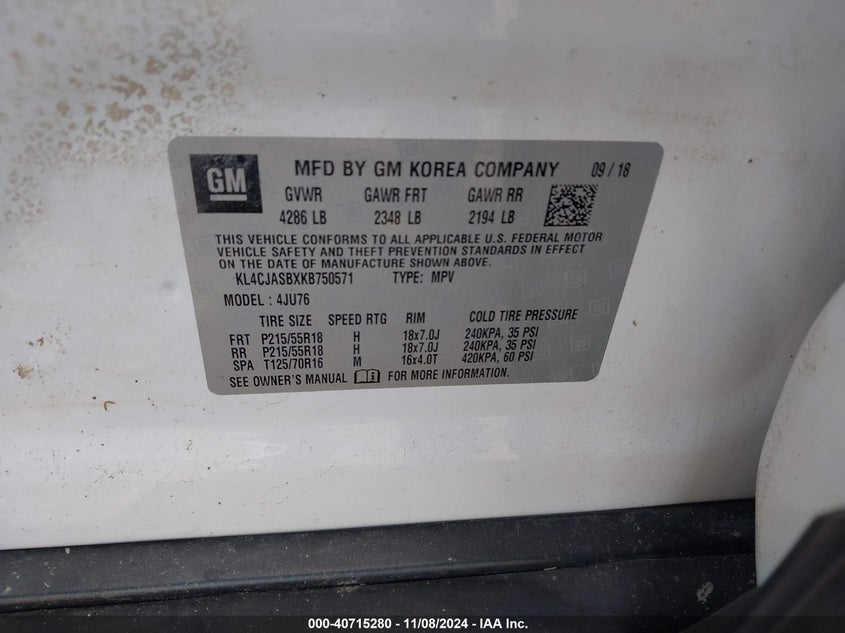 GM
MFD BY GM KOREA COMPANY 09/18
GVWR GAWR FRT GAWR RR
4286 LB 2348 LB 2194 LB
THIS VEHICLE CONFORMS TO ALL APPLICABLE U.S. FEDERAL MOTOR
VEHICLE SAFETY AND THEFT PREVENTION STANDARDS IN EFFECT
ON THE DATE OF MANUFACTURE SHOWN ABOVE.
KL4CJASBXKB750571 TYPE: MPV
MODEL: 4JU76
TIRE SIZE SPEED RTG RIM COLD TIRE PRESSURE
FRT P215/55R18 H 18x7.0J 240KPA, 35 PSI
RR P215/55R18 H 18x7.0J 240KPA, 35 PSI
SPA T125/70R16 M 16x4.0T 420KPA, 60 PSI
SEE OWNER'S MANUAL FOR MORE INFORMATION.
000-40715280 - 11/08/2024 - IAA Inc.